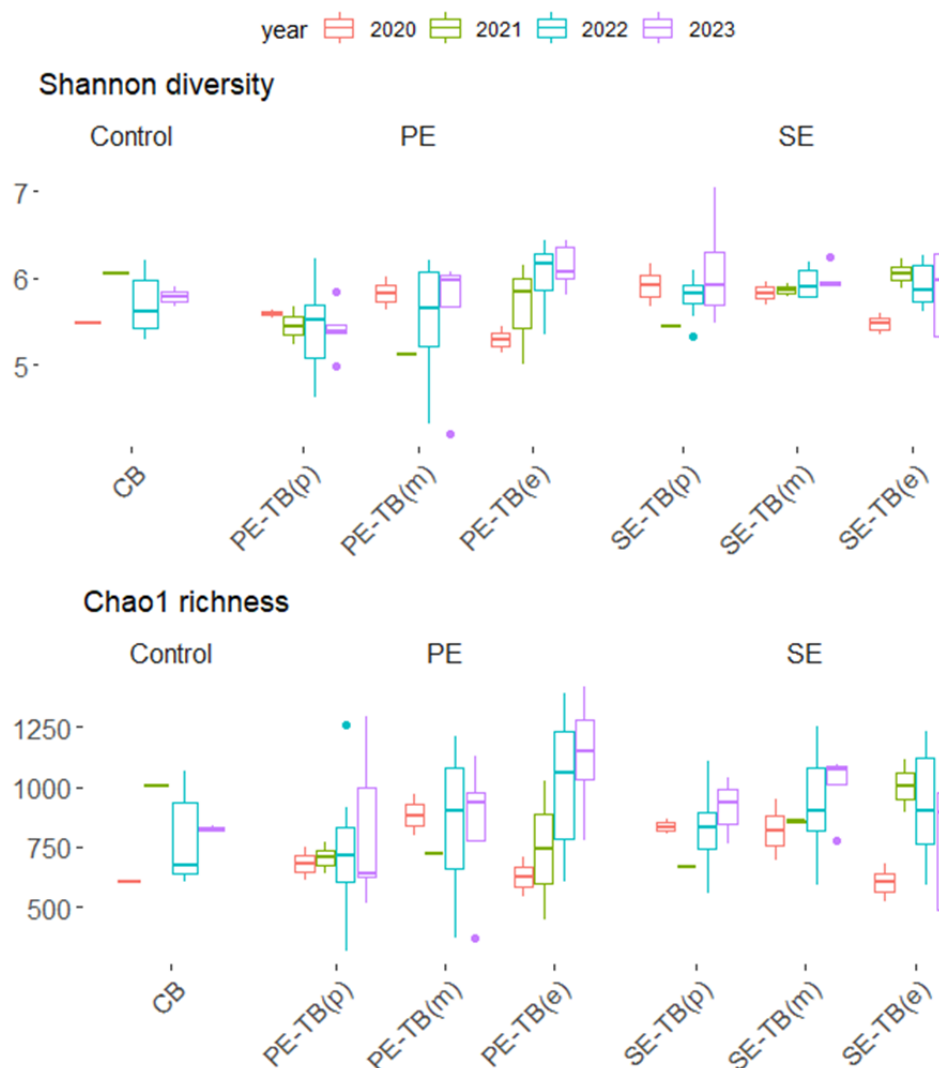 year 2020 2021 2022 2023
Shannon diversity
Control PE SE
7
6
5
CB PE-TB(p) PE-TB(m) PE-TB(e) SE-TB(p) SE-TB(m) SE-TB(e)
Chao1 richness
Control PE SE
1250
1000
750
500
CB PE-TB(p) PE-TB(m) PE-TB(e) SE-TB(p) SE-TB(m) SE-TB(e)